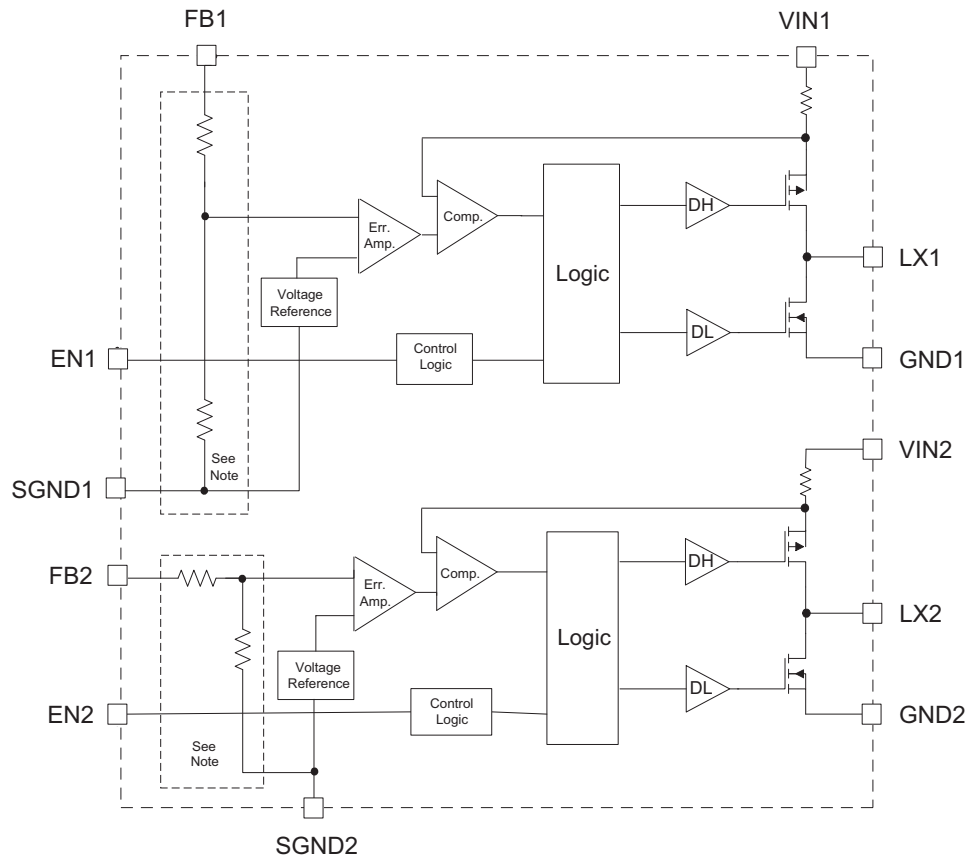 FB1
VIN1
Err.
Amp.
Comp.
DH
Logic
LX1
Voltage
Reference
DL
EN1
Control
Logic
GND1
See
Note
SGND1
VIN2
FB2
Err.
Amp.
Comp.
DH
Logic
LX2
Voltage
Reference
DL
EN2
Control
Logic
GND2
See
Note
SGND2